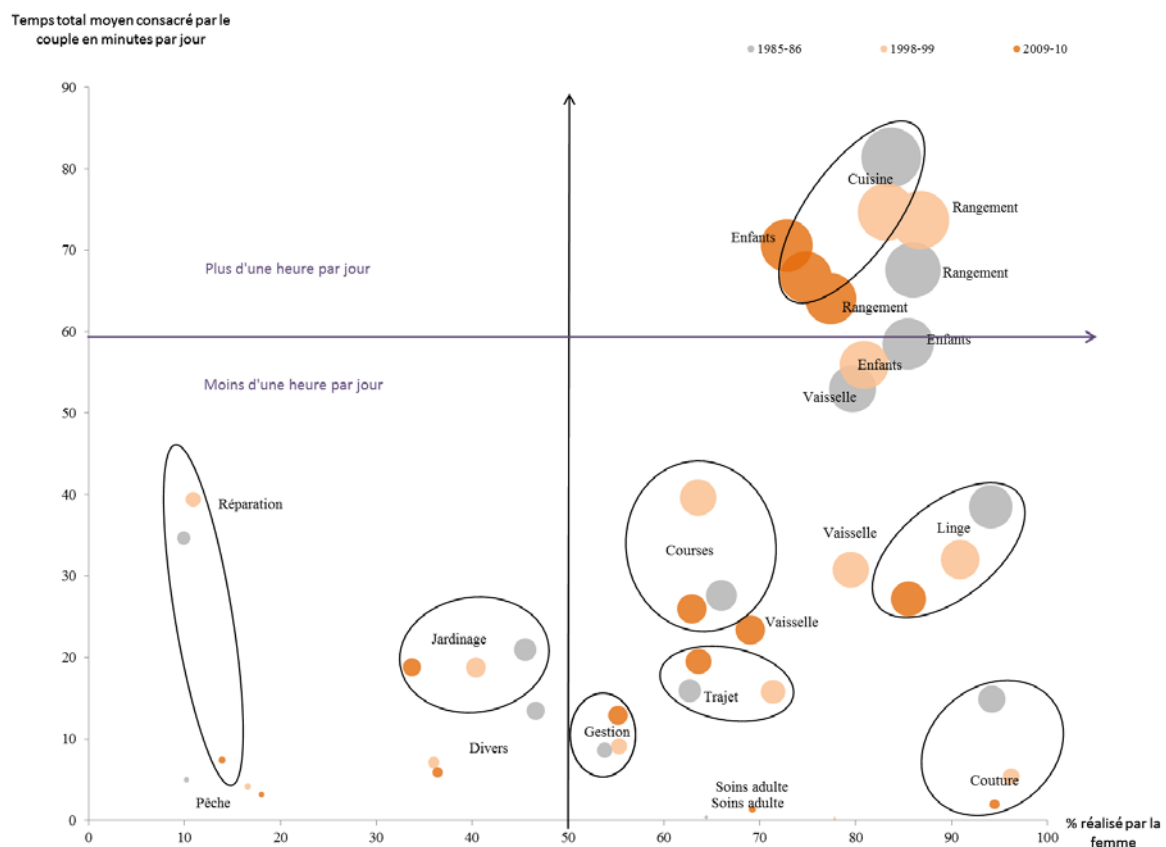 Temps total moyen consacré par le
couple en minutes par jour
1985-86 1998-99 2009-10
90
80
Cuisine
Rangement
70
Enfants
Plus d'une heure par jour
Rangement
Rangement
60
Enfants
Moins d'une heure par jour
Enfants
Vaisselle
50
40
Réparation
Vaisselle
Linge
Courses
30
Vaisselle
20
Jardinage
Trajet
10
Gestion
Divers
Couture
Soins adulte
Soins adulte
Pêche
0
0 10 20 30 40 50 60 70 80 90 100
% réalisé par la
femme